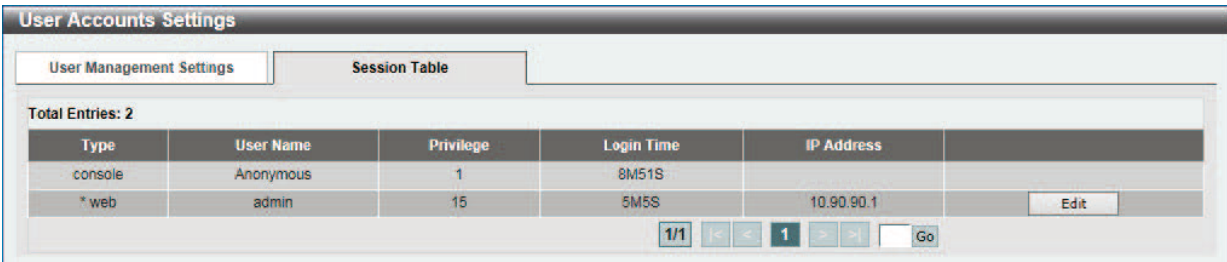 User Accounts Settings
User Management Settings Session Table
Total Entries: 2
Type User Name Privilege Login Time IP Address
console Anonymous 1 8M51S
* web admin 15 5M5S 10.90.90.1 Edit
1/1 |< < 1 > >| Go